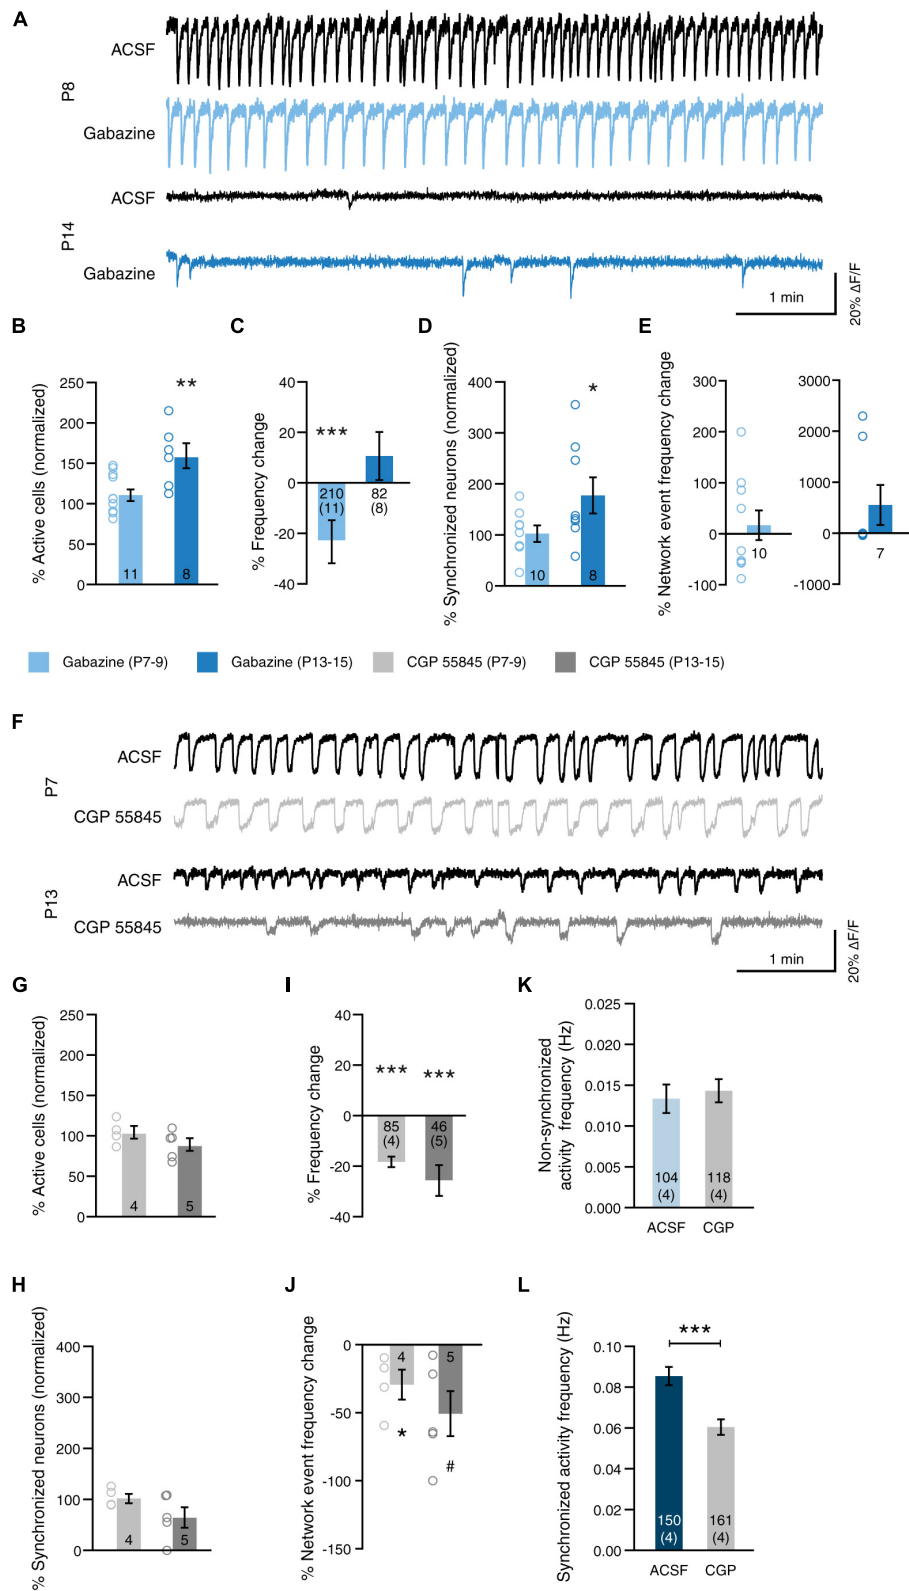 A
P8
ACSF
Gabazine
P14
ACSF
Gabazine
1 min
20% ΔF/F
B
% Active cells (normalized)
250
200
150
100
50
0
**
11
8
C
% Frequency change
40
20
0
-20
-40
***
210
(11)
82
(8)
D
% Synchronized neurons (normalized)
400
300
200
100
0
*
10
8
E
% Network event frequency change
300
200
100
0
-100
10
3000
2000
1000
0
-1000
7
Gabazine (P7-9)
Gabazine (P13-15)
CGP 55845 (P7-9)
CGP 55845 (P13-15)
F
P7
ACSF
CGP 55845
P13
ACSF
CGP 55845
1 min
20% ΔF/F
G
% Active cells (normalized)
250
200
150
100
50
0
4
5
I
% Frequency change
40
20
0
-20
-40
***
***
85
(4)
46
(5)
K
Non-synchronized
activity frequency (Hz)
0.025
0.020
0.015
0.010
0.005
0.000
104
(4)
118
(4)
ACSF
CGP
H
% Synchronized neurons (normalized)
400
300
200
100
0
4
5
J
% Network event frequency change
0
-50
-100
-150
4
5
*
#
L
Synchronized activity frequency (Hz)
0.10
0.08
0.06
0.04
0.02
0.00
***
150
(4)
161
(4)
ACSF
CGP